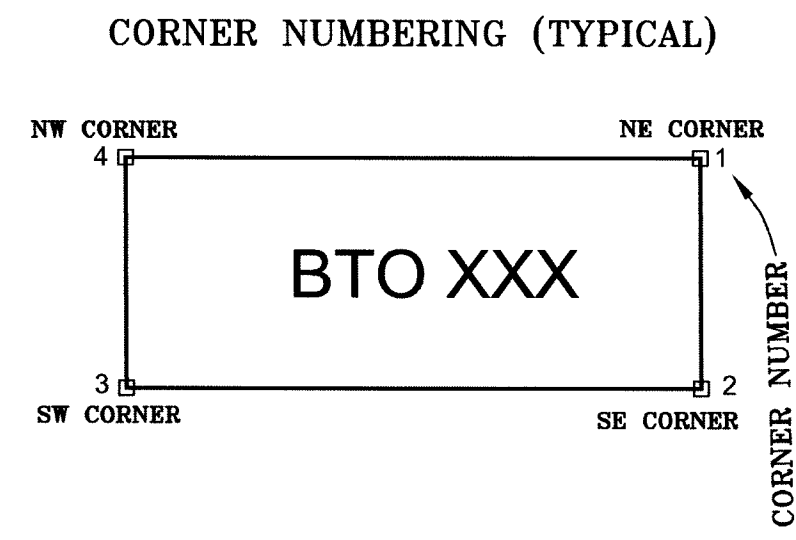 CORNER NUMBERING (TYPICAL)
NW CORNER
NE CORNER
4
1
BTO XXX
CORNER NUMBER
3
2
SW CORNER
SE CORNER